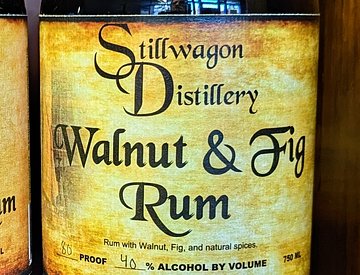 Stillwagon
Distillery
Walnut & Fig
Rum
Rum with Walnut, Fig, and natural spices.
80 PROOF 40 % ALCOHOL BY VOLUME 750 ML
um